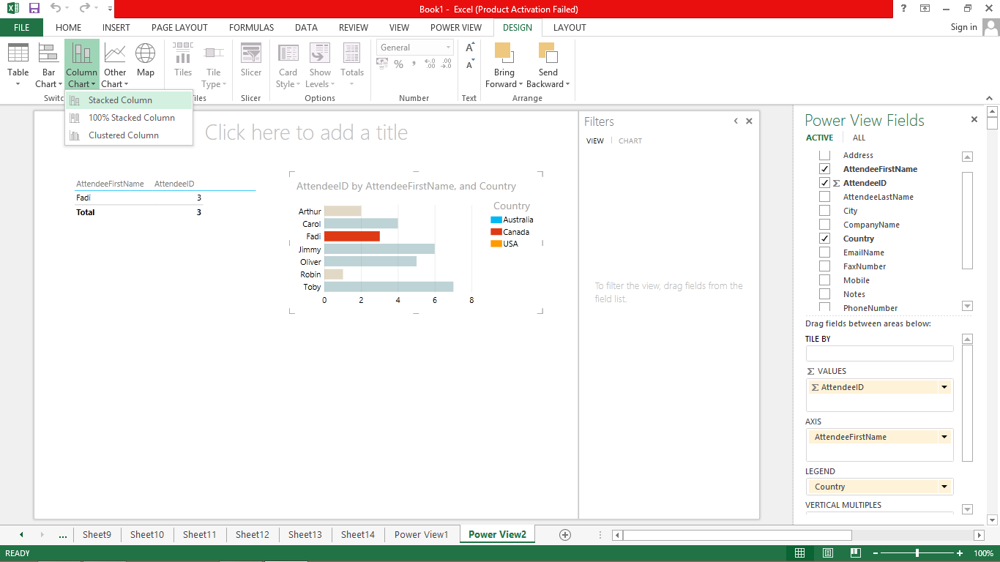 Book1 - Excel (Product Activation Failed)
FILE HOME INSERT PAGE LAYOUT FORMULAS DATA REVIEW VIEW POWER VIEW DESIGN LAYOUT Sign in
Table
Bar Chart
Column Chart
Other Chart
Map
Tiles
Tile Type
Slicer
Card Style
Show Levels
Totals
General
%
,
←.0 .00
.00 →.0
A
A
Bring Forward
Send Backward
Slicer Options Number Text Arrange
Stacked Column
100% Stacked Column
Clustered Column
Click here to add a title
AttendeeFirstName AttendeeID
Fadi 3
Total 3
AttendeeID by AttendeeFirstName, and Country
Arthur
Carol
Fadi
Jimmy
Oliver
Robin
Toby
0 2 4 6 8
Country
Australia
Canada
USA
Filters
VIEW CHART
To filter the view, drag fields from the
field list.
Power View Fields
ACTIVE ALL
Address
AttendeeFirstName
Σ AttendeeID
AttendeeLastName
City
CompanyName
Country
EmailName
FaxNumber
Mobile
Notes
PhoneNumber
Drag fields between areas below:
TILE BY
Σ VALUES
Σ AttendeeID
AXIS
AttendeeFirstName
LEGEND
Country
VERTICAL MULTIPLES
... Sheet9 Sheet10 Sheet11 Sheet12 Sheet13 Sheet14 Power View1 Power View2
READY 100%